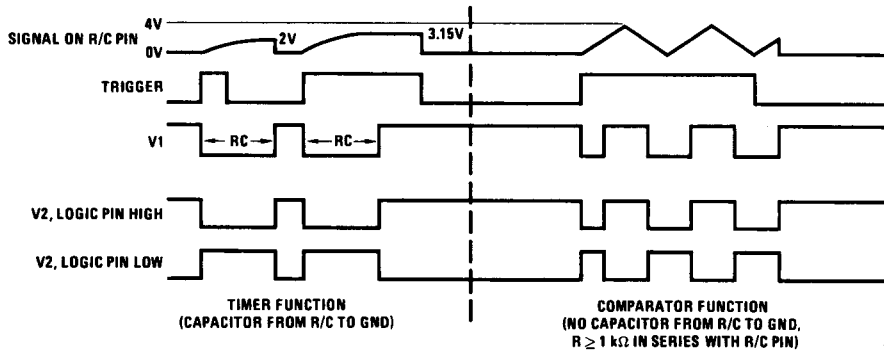 4V
SIGNAL ON R/C PIN
2V
3.15V
0V
TRIGGER
V1
RC
RC
V2, LOGIC PIN HIGH
V2, LOGIC PIN LOW
TIMER FUNCTION
(CAPACITOR FROM R/C TO GND)
COMPARATOR FUNCTION
(NO CAPACITOR FROM R/C TO GND,
R ≥ 1 kΩ IN SERIES WITH R/C PIN)